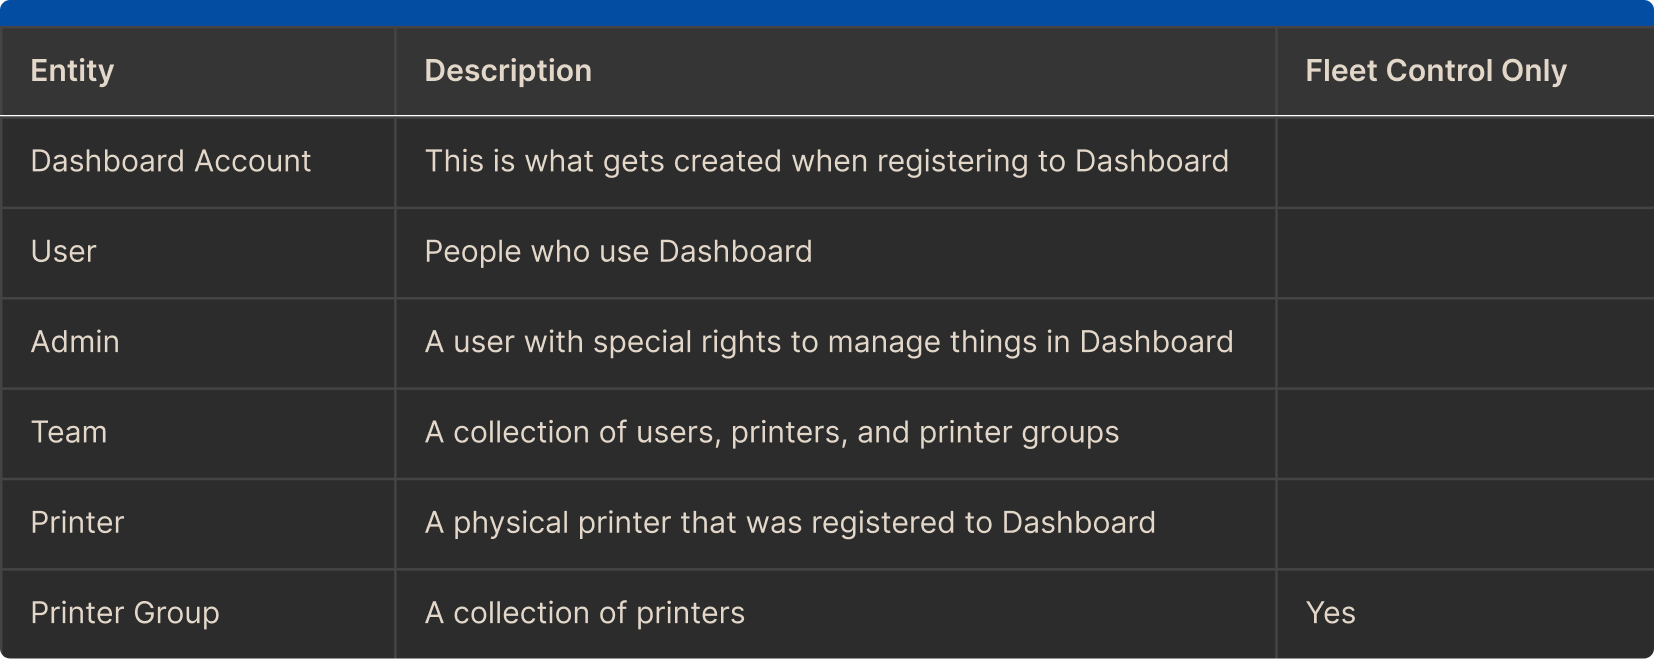 Entity Description Fleet Control Only
Dashboard Account This is what gets created when registering to Dashboard
User People who use Dashboard
Admin A user with special rights to manage things in Dashboard
Team A collection of users, printers, and printer groups
Printer A physical printer that was registered to Dashboard
Printer Group A collection of printers Yes